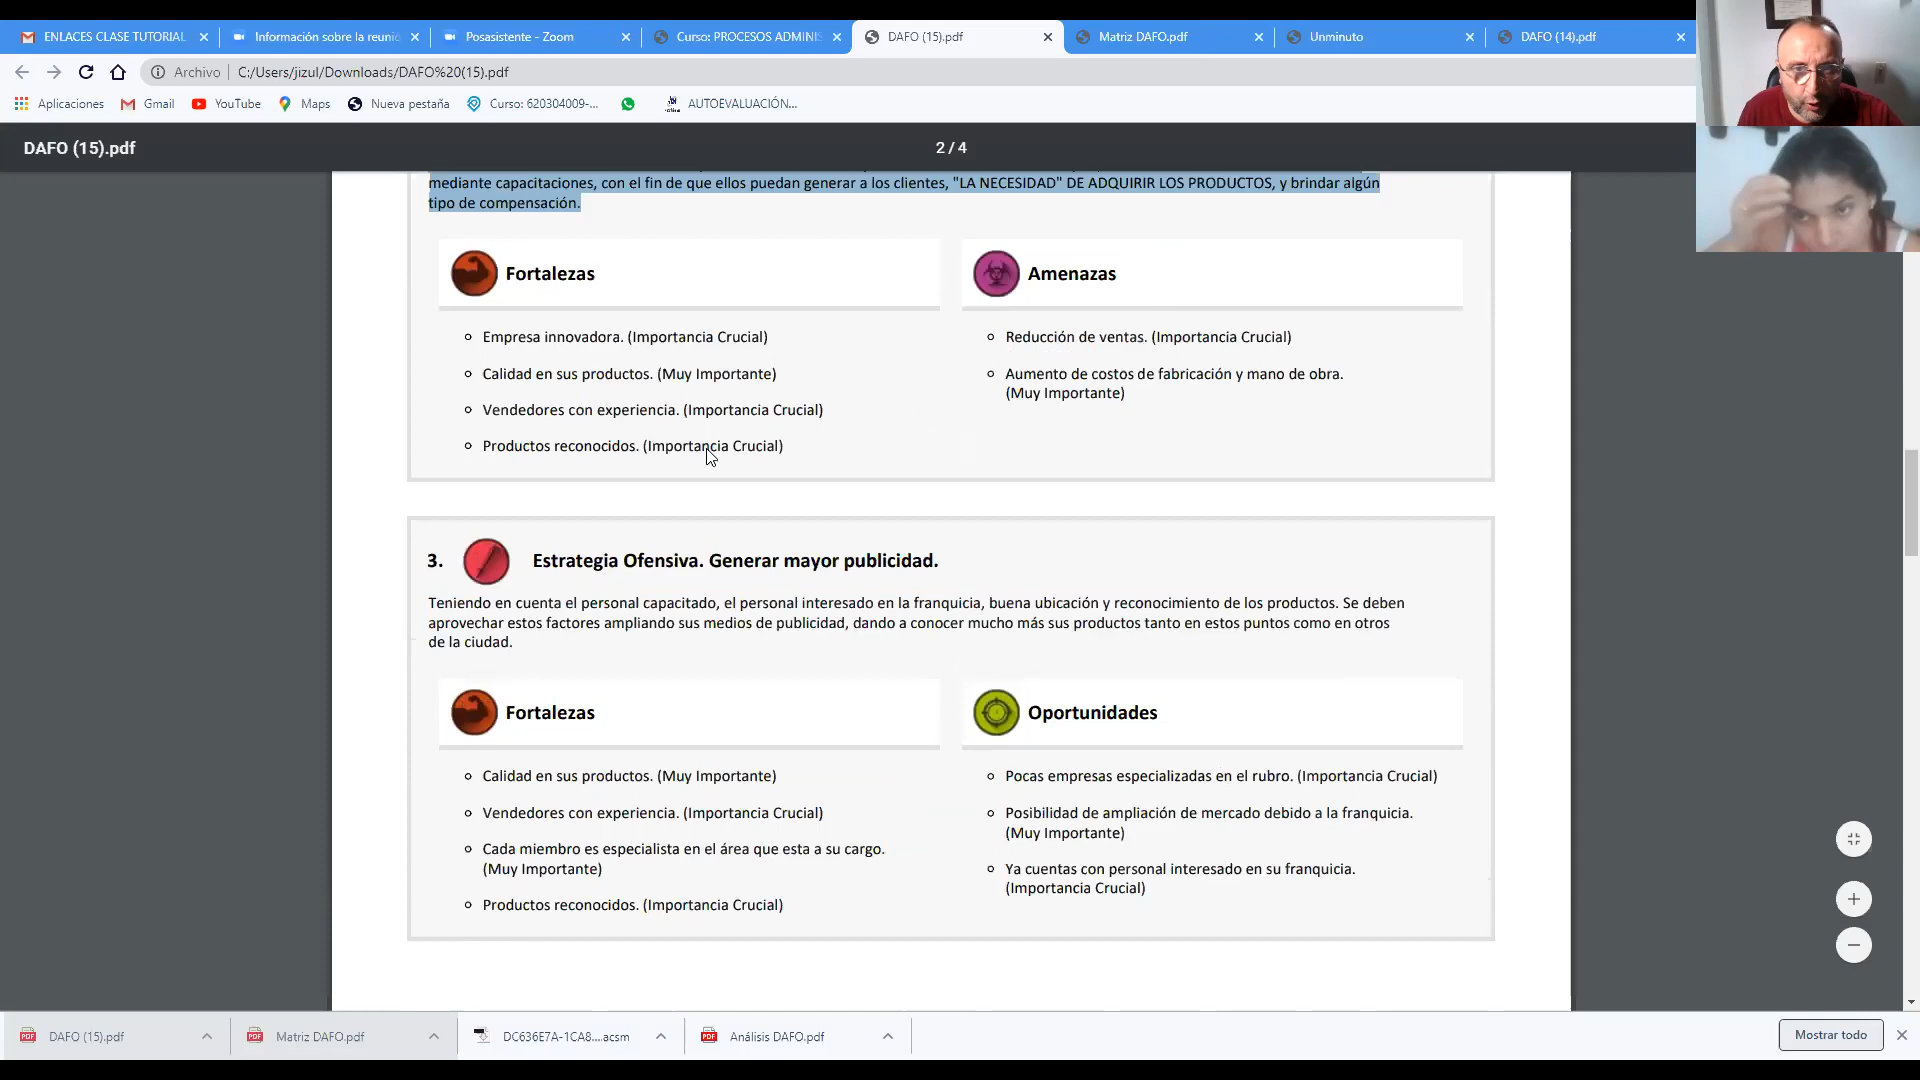 ENLACES CLASE TUTORIAL
Información sobre la reunió
Posasistente - Zoom
Curso: PROCESOS ADMINIS
DAFO (15).pdf
Matriz DAFO.pdf
Unminuto
DAFO (14).pdf
Archivo
C:/Users/jizul/Downloads/DAFO%20(15).pdf
Aplicaciones
Gmail
YouTube
Maps
Nueva pestaña
Curso: 620304009-...
AUTOEVALUACIÓN...
DAFO (15).pdf
2 / 4
mediante capacitaciones, con el fin de que ellos puedan generar a los clientes, "LA NECESIDAD" DE ADQUIRIR LOS PRODUCTOS, y brindar algún
tipo de compensación.
Fortalezas
Empresa innovadora. (Importancia Crucial)
Calidad en sus productos. (Muy Importante)
Vendedores con experiencia. (Importancia Crucial)
Productos reconocidos. (Importancia Crucial)
Amenazas
Reducción de ventas. (Importancia Crucial)
Aumento de costos de fabricación y mano de obra.
(Muy Importante)
3. Estrategia Ofensiva. Generar mayor publicidad.
Teniendo en cuenta el personal capacitado, el personal interesado en la franquicia, buena ubicación y reconocimiento de los productos. Se deben
aprovechar estos factores ampliando sus medios de publicidad, dando a conocer mucho más sus productos tanto en estos puntos como en otros
de la ciudad.
Fortalezas
Calidad en sus productos. (Muy Importante)
Vendedores con experiencia. (Importancia Crucial)
Cada miembro es especialista en el área que esta a su cargo.
(Muy Importante)
Productos reconocidos. (Importancia Crucial)
Oportunidades
Pocas empresas especializadas en el rubro. (Importancia Crucial)
Posibilidad de ampliación de mercado debido a la franquicia.
(Muy Importante)
Ya cuentas con personal interesado en su franquicia.
(Importancia Crucial)
DAFO (15).pdf
Matriz DAFO.pdf
DC636E7A-1CA8....acsm
Análisis DAFO.pdf
Mostrar todo